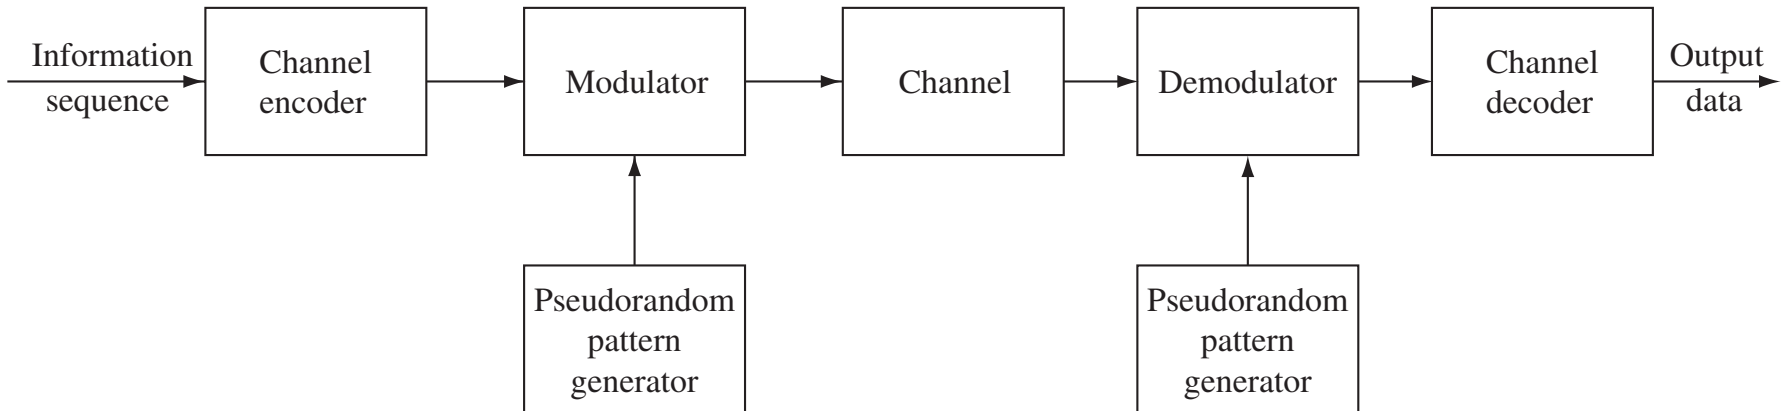 Information
sequence
Channel
encoder
Modulator
Channel
Demodulator
Channel
decoder
Output
data
Pseudorandom
pattern
generator
Pseudorandom
pattern
generator